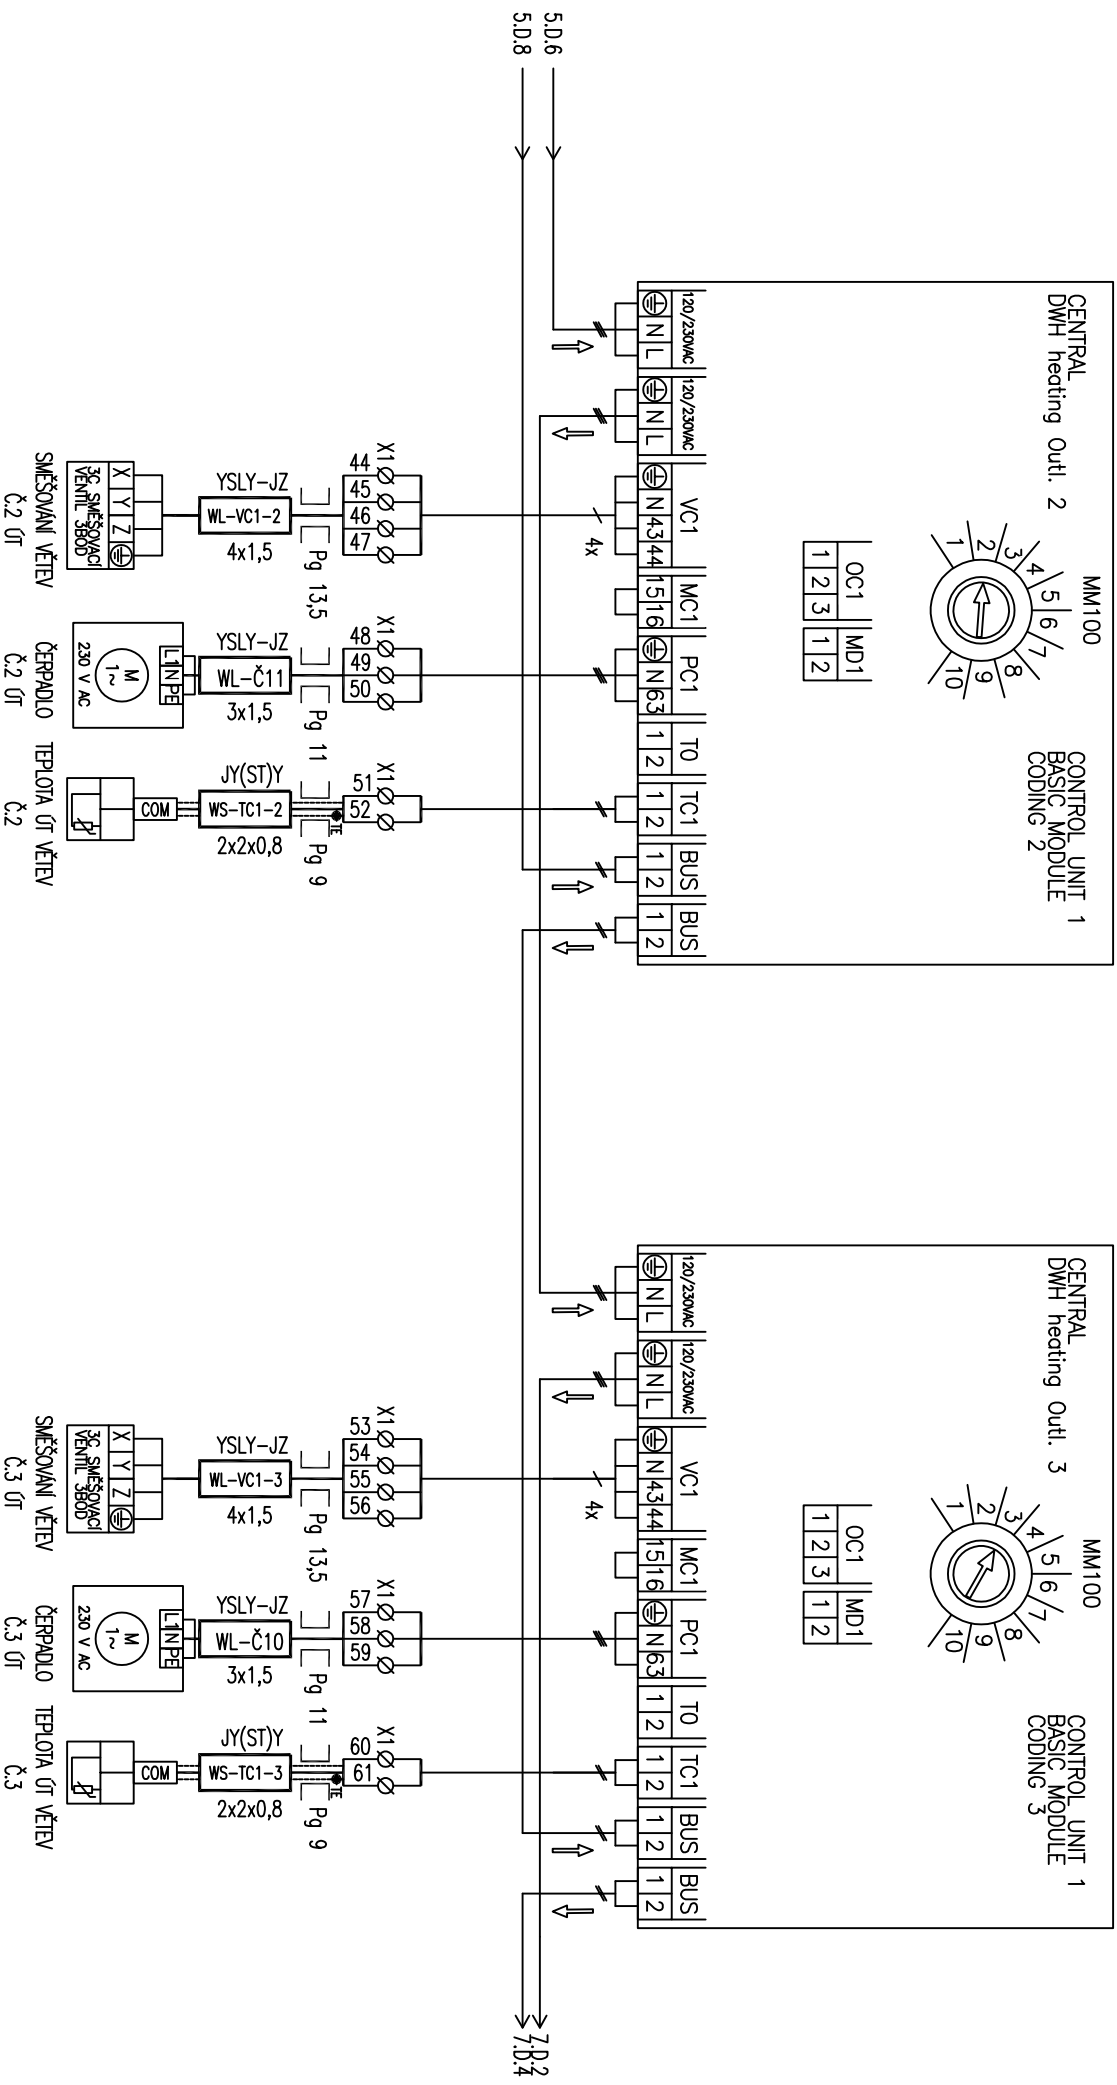 5.D.6
5.D.8
CENTRAL
DWH heating Outl. 2
MM100
1 2 3 4 5 6 7 8 9 10
CONTROL UNIT 1
BASIC MODULE
CODING 2
OC1 MD1
1 2 3 1 2
120/230VAC 120/230VAC VC1 MC1 PC1 TO TC1 BUS BUS
N L N L N 43 44 15 16 N 63 1 2 1 2 1 2 1 2
4x
X1 X1 X1
44 45 46 47 48 49 50 51 52
TE
Pg 13,5 Pg 11 Pg 9
YSLY-JZ YSLY-JZ JY(ST)Y
WL-VC1-2 WL-Č11 WS-TC1-2
4x1,5 3x1,5 2x2x0,8
X Y Z L1 N PE COM
3C SMĚŠOVACÍ
VENTIL 3BOD
M
1~
230 V AC
SMĚŠOVÁNÍ VĚTEV
Č.2 ÚT
ČERPADLO
Č.2 ÚT
TEPLOTA ÚT VĚTEV
Č.2
CENTRAL
DWH heating Outl. 3
MM100
1 2 3 4 5 6 7 8 9 10
CONTROL UNIT 1
BASIC MODULE
CODING 3
OC1 MD1
1 2 3 1 2
120/230VAC 120/230VAC VC1 MC1 PC1 TO TC1 BUS BUS
N L N L N 43 44 15 16 N 63 1 2 1 2 1 2 1 2
4x
X1 X1 X1
53 54 55 56 57 58 59 60 61
TE
Pg 13,5 Pg 11 Pg 9
YSLY-JZ YSLY-JZ JY(ST)Y
WL-VC1-3 WL-Č10 WS-TC1-3
4x1,5 3x1,5 2x2x0,8
X Y Z L1 N PE COM
3C SMĚŠOVACÍ
VENTIL 3BOD
M
1~
230 V AC
SMĚŠOVÁNÍ VĚTEV
Č.3 ÚT
ČERPADLO
Č.3 ÚT
TEPLOTA ÚT VĚTEV
Č.3
7.D.2
7.D.4